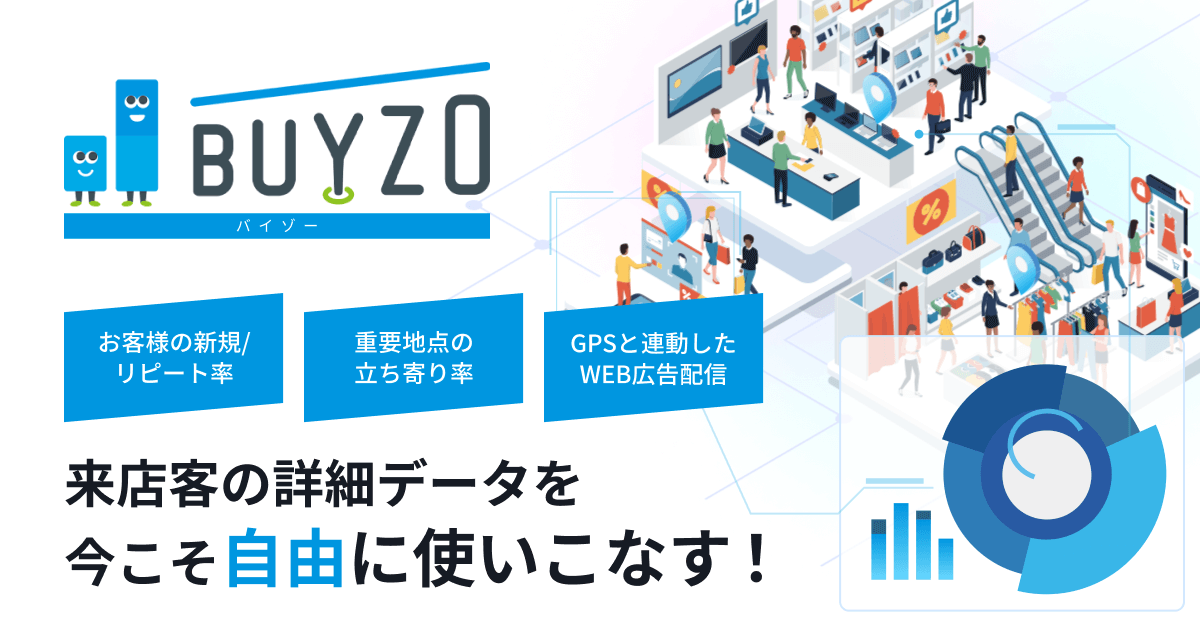 BUYZO
バイゾー
お客様の新規/
リピート率
重要地点の
立ち寄り率
GPSと連動した
WEB広告配信
来店客の詳細データを
今こそ自由に使いこなす！
%
%
%